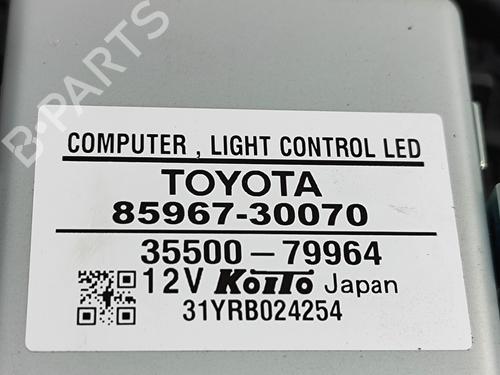 B-PARTS
COMPUTER , LIGHT CONTROL LED
TOYOTA
85967-30070
35500-79964
12V KOITO Japan
31YRB024254